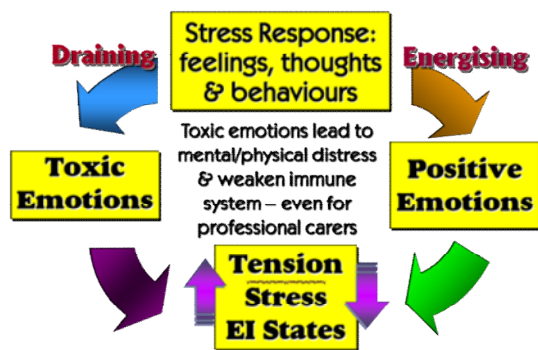 Stress Response:
feelings, thoughts
& behaviours
Draining
Energising
Toxic emotions lead to
mental/physical distress
& weaken immune
system – even for
professional carers
Toxic
Emotions
Positive
Emotions
Tension
Stress
EI States